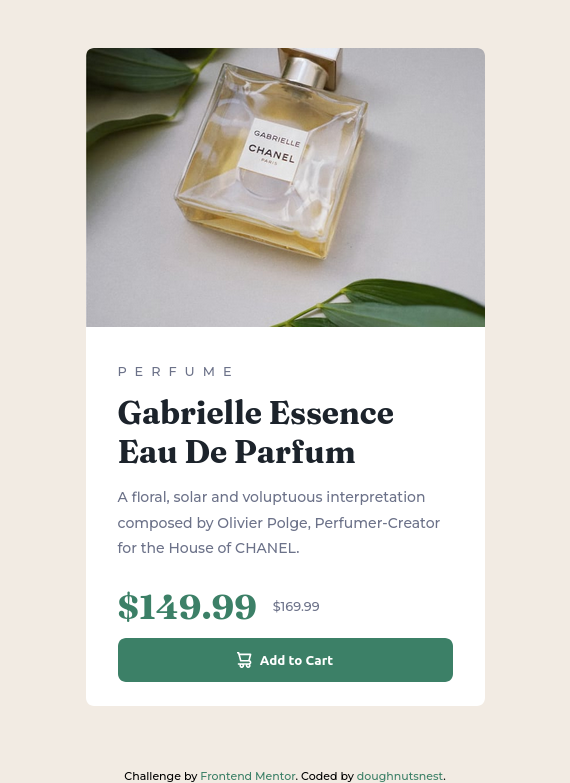 GABRIELLE
CHANEL
PARIS
PERFUME
Gabrielle Essence
Eau De Parfum
A floral, solar and voluptuous interpretation
composed by Olivier Polge, Perfumer-Creator
for the House of CHANEL.
$149.99 $169.99
Add to Cart
Challenge by Frontend Mentor. Coded by doughnutsnest.